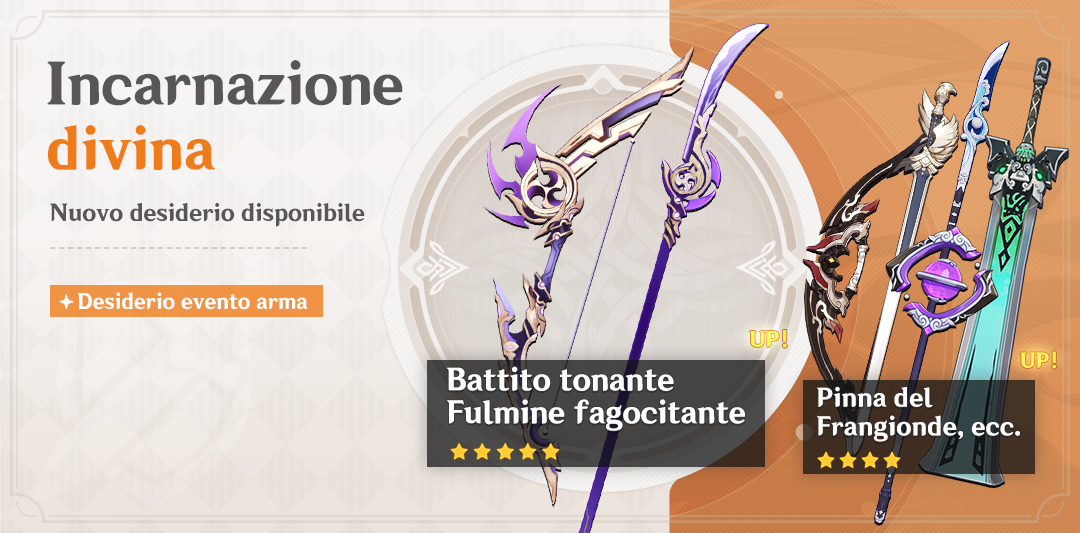 Incarnazione
divina
Nuovo desiderio disponibile
Desiderio evento arma
UP!
Battito tonante
Fulmine fagocitante
UP!
Pinna del
Frangionde, ecc.